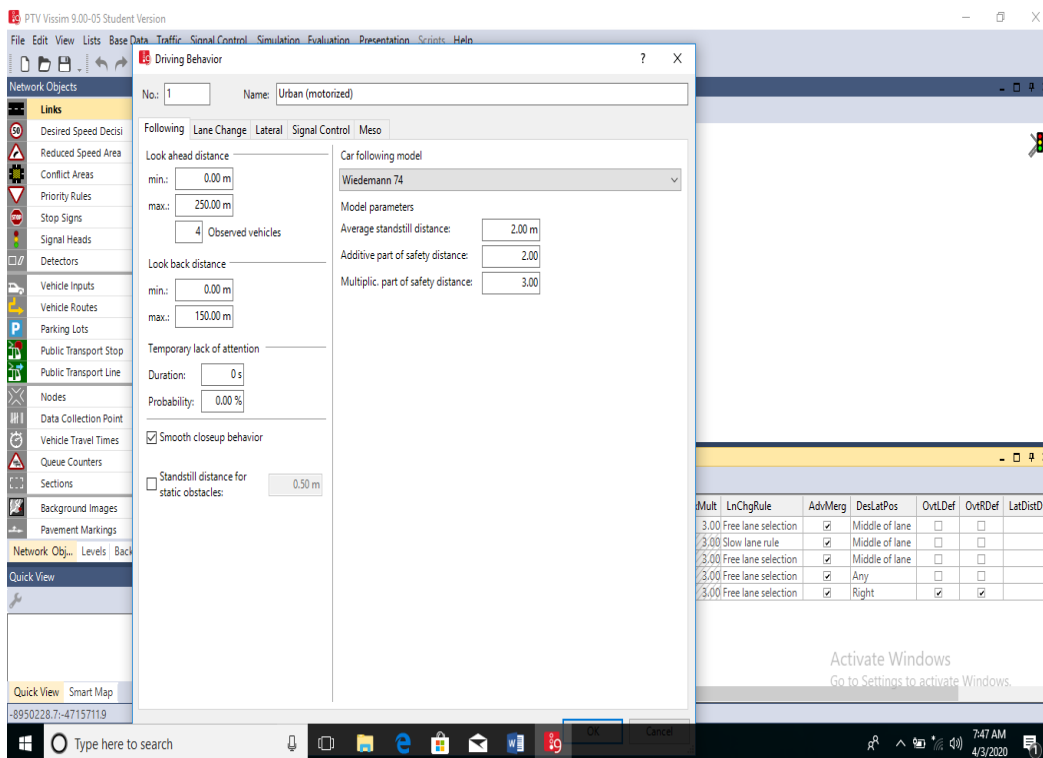 PTV Vissim 9.00-05 Student Version
File Edit View Lists Base Data Traffic Signal Control Simulation Evaluation Presentation Scripts Help
Driving Behavior ? X
Network Objects
No.: 1 Name: Urban (motorized)
Links
Desired Speed Decisi
Reduced Speed Area
Conflict Areas
Priority Rules
Stop Signs
Signal Heads
Detectors
Vehicle Inputs
Vehicle Routes
Parking Lots
Public Transport Stop
Public Transport Line
Nodes
Data Collection Point
Vehicle Travel Times
Queue Counters
Sections
Background Images
Pavement Markings
Network Obj... Levels Back
Quick View
Quick View Smart Map
-8950228.7:-4715711.9
Following Lane Change Lateral Signal Control Meso
Look ahead distance
min.: 0.00 m
max.: 250.00 m
4 Observed vehicles
Look back distance
min.: 0.00 m
max.: 150.00 m
Temporary lack of attention
Duration: 0 s
Probability: 0.00 %
Smooth closeup behavior
Standstill distance for
static obstacles: 0.50 m
Car following model
Wiedemann 74
Model parameters
Average standstill distance: 2.00 m
Additive part of safety distance: 2.00
Multiplic. part of safety distance: 3.00
OK Cancel
Mult LnChgRule AdvMerg DesLatPos OvtLDef OvtRDef LatDistD
3.00 Free lane selection Middle of lane
3.00 Slow lane rule Middle of lane
3.00 Free lane selection Middle of lane
3.00 Free lane selection Any
3.00 Free lane selection Right
Activate Windows
Go to Settings to activate Windows.
Type here to search
7:47 AM
4/3/2020